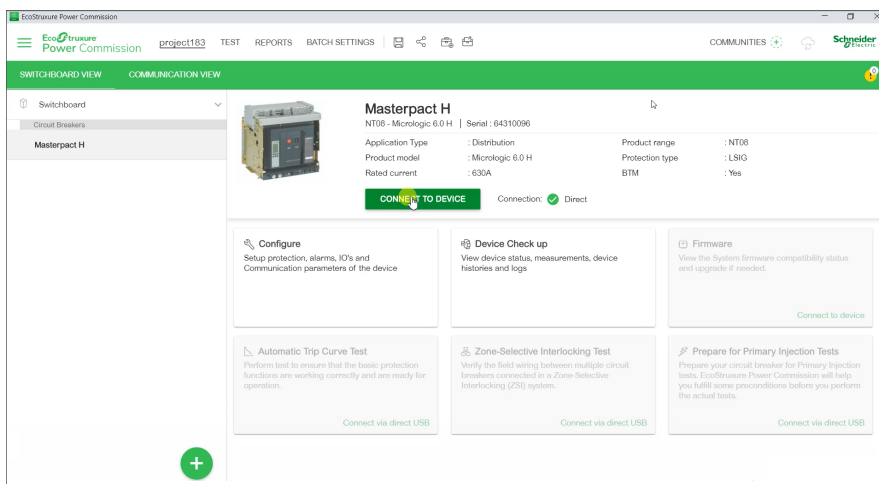 EcoStruxure Power Commission
EcoStruxure
Power Commission
project183
TEST
REPORTS
BATCH SETTINGS
COMMUNITIES
Schneider
Electric
SWITCHBOARD VIEW
COMMUNICATION VIEW
0
Switchboard
Circuit Breakers
Masterpact H
Masterpact H
NT08 - Micrologic 6.0 H | Serial : 64310096
Application Type : Distribution
Product range : NT08
Product model : Micrologic 6.0 H
Protection type : LSIG
Rated current : 630A
BTM : Yes
CONNECT TO DEVICE
Connection: Direct
Configure
Setup protection, alarms, IO's and
Communication parameters of the device
Device Check up
View device status, measurements, device
histories and logs
Firmware
View the System firmware compatibility status
and upgrade if needed.
Connect to device
Automatic Trip Curve Test
Perform test to ensure that the basic protection
functions are working correctly and are ready for
operation.
Connect via direct USB
Zone-Selective Interlocking Test
Verify the field wiring between multiple circuit
breakers connected in a Zone-Selective
Interlocking (ZSI) system.
Connect via direct USB
Prepare for Primary Injection Tests
Prepare your circuit breaker for Primary Injection
tests. EcoStruxure Power Commission will help
you fulfill some preconditions before you perform
the actual tests.
Connect via direct USB